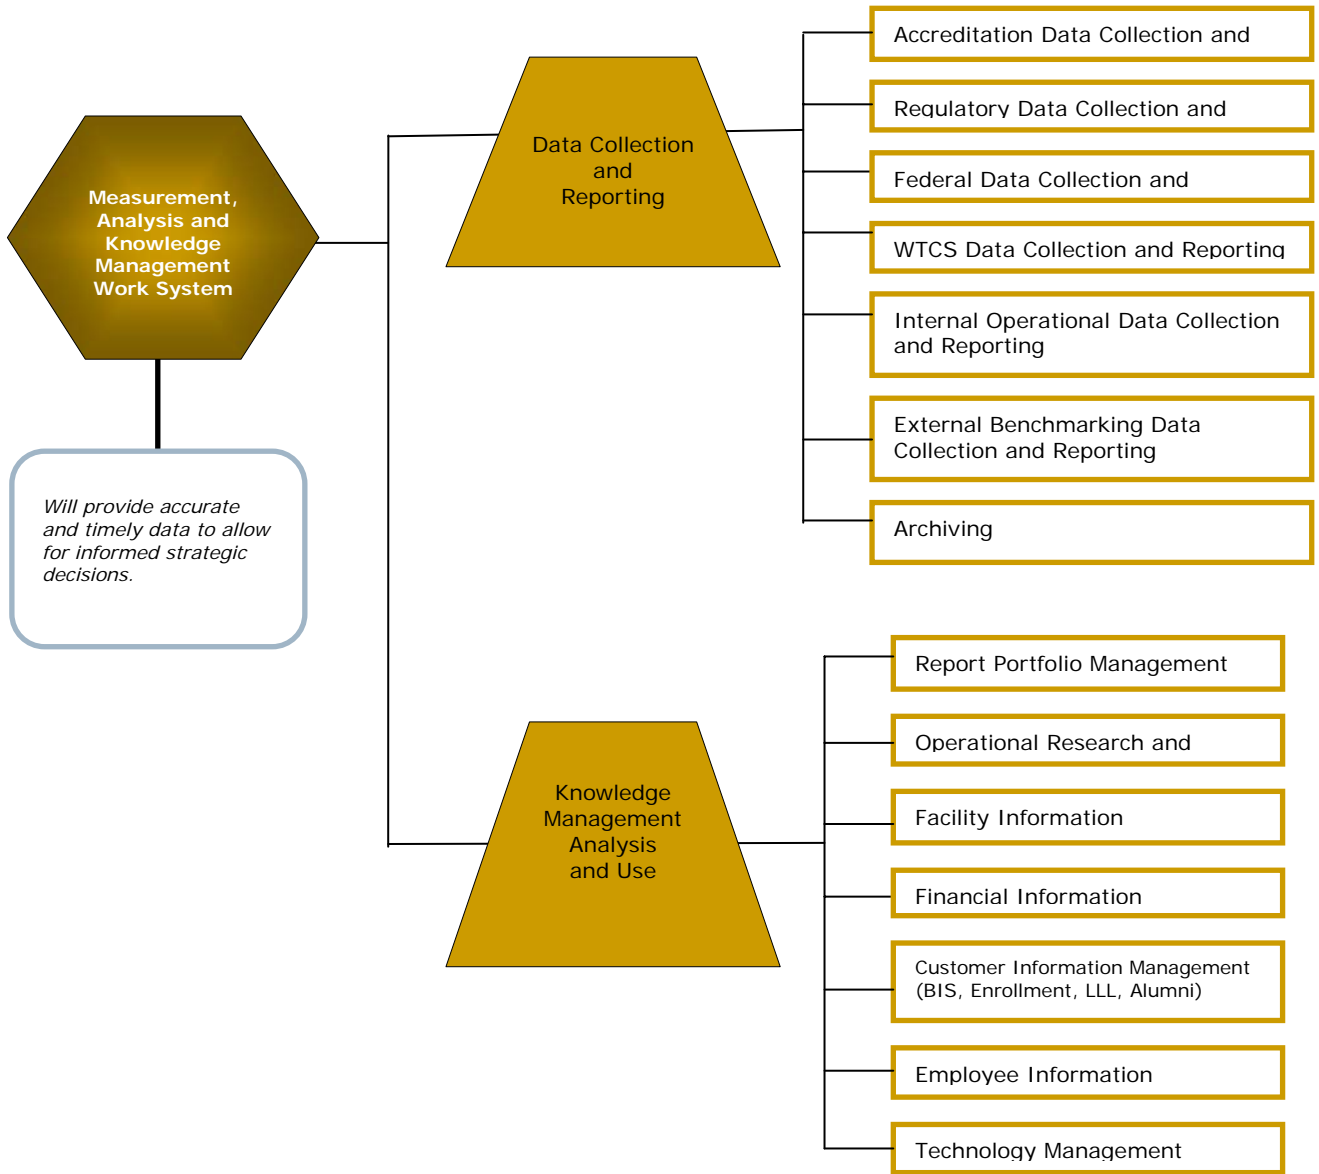 Measurement,
Analysis and
Knowledge
Management
Work System
Will provide accurate
and timely data to allow
for informed strategic
decisions.
Data Collection
and
Reporting
Accreditation Data Collection and
Regulatory Data Collection and
Federal Data Collection and
WTCS Data Collection and Reporting
Internal Operational Data Collection
and Reporting
External Benchmarking Data
Collection and Reporting
Archiving
Knowledge
Management
Analysis
and Use
Report Portfolio Management
Operational Research and
Facility Information
Financial Information
Customer Information Management
(BIS, Enrollment, LLL, Alumni)
Employee Information
Technology Management